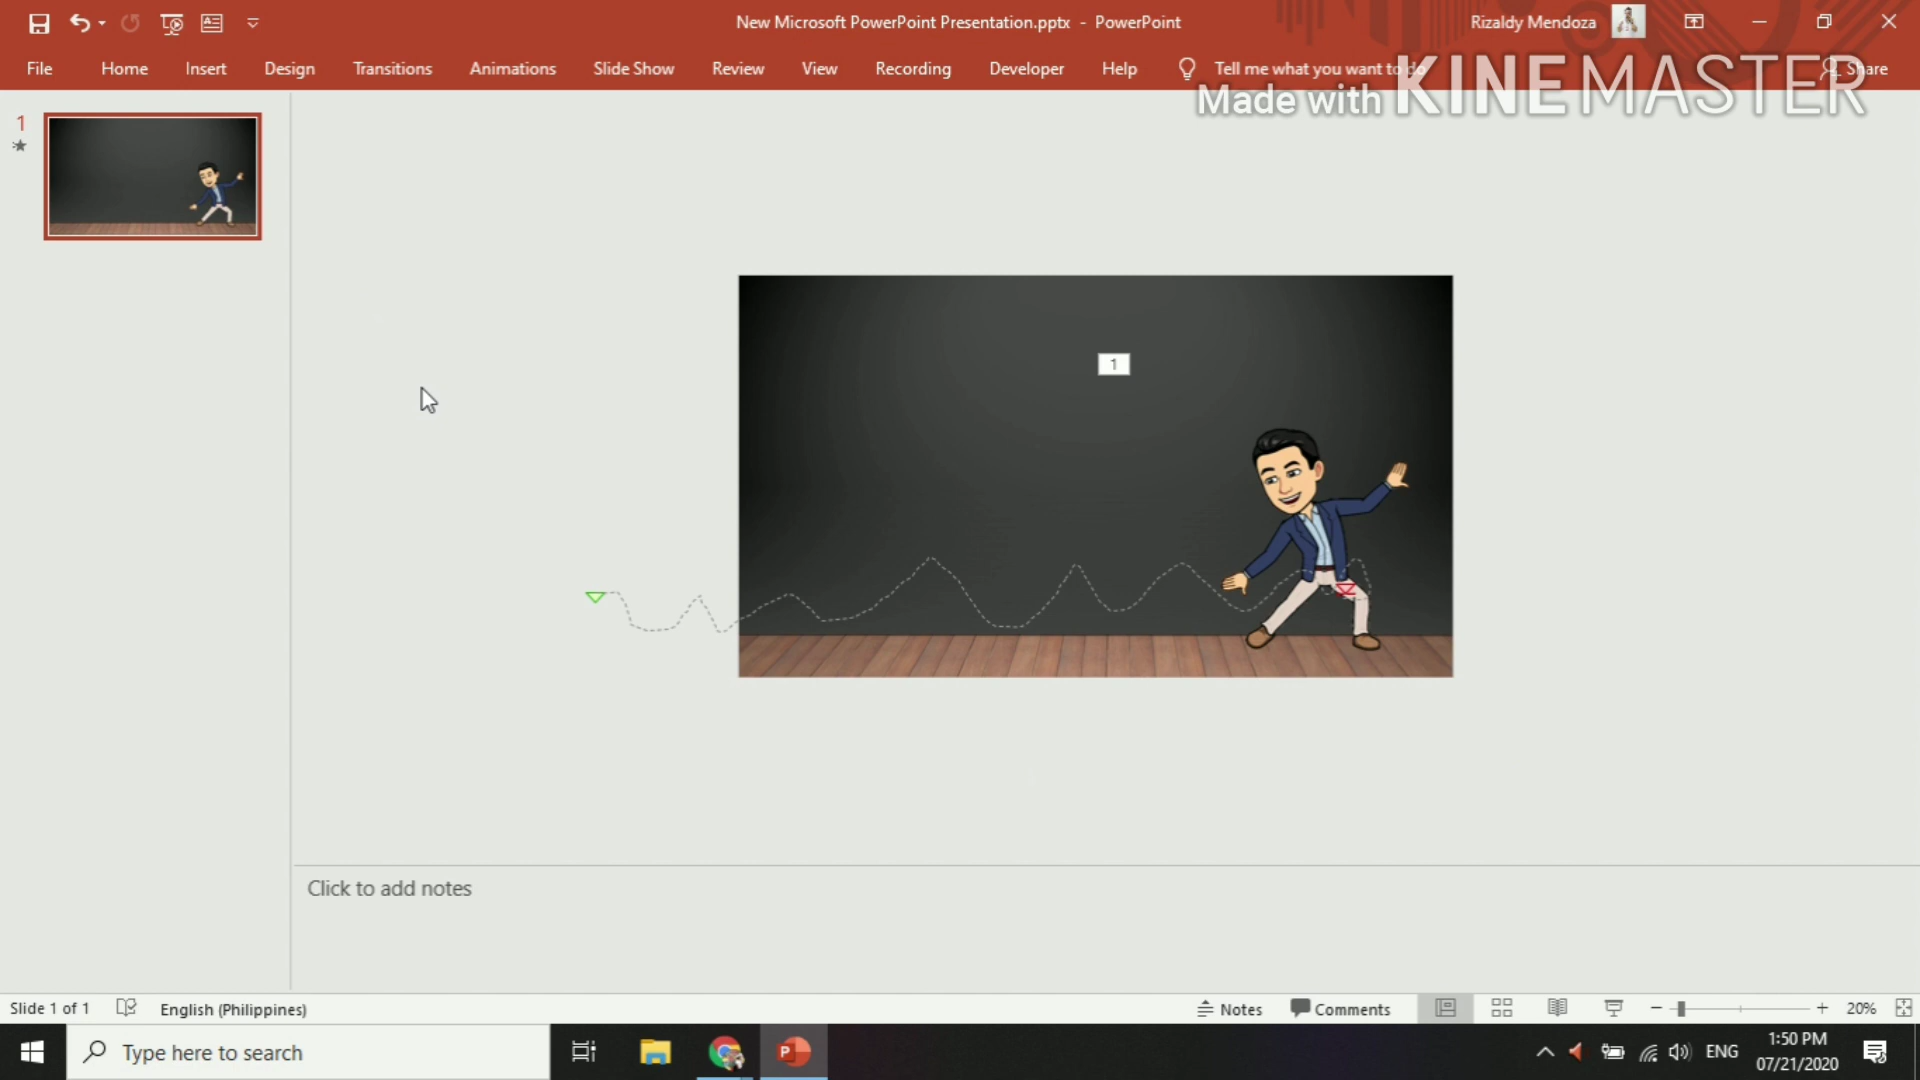 New Microsoft PowerPoint Presentation.pptx - PowerPoint
Rizaldy Mendoza
File Home Insert Design Transitions Animations Slide Show Review View Recording Developer Help Tell me what you want to do Share
Made with KINEMASTER
1
1
Click to add notes
Slide 1 of 1 English (Philippines) Notes Comments 20%
Type here to search
ENG
1:50 PM
07/21/2020